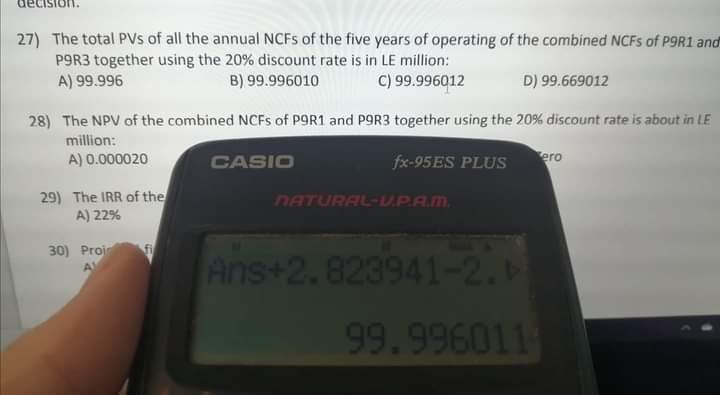 decision.
27) The total PVs of all the annual NCFs of the five years of operating of the combined NCFs of P9R1 and
P9R3 together using the 20% discount rate is in LE million:
A) 99.996 B) 99.996010 C) 99.996012 D) 99.669012
28) The NPV of the combined NCFs of P9R1 and P9R3 together using the 20% discount rate is about in LE
million:
A) 0.000020 ero
CASIO fx-95ES PLUS
29) The IRR of the
NATURAL-V.P.A.M.
A) 22%
30) Proj fi
A)
Ans+2.823941-2.
99.996011